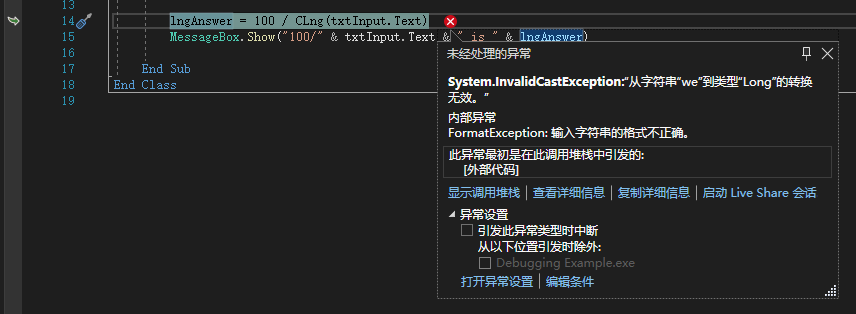 13
14 lngAnswer = 100 / CLng(txtInput.Text)
15 MessageBox.Show("100/" & txtInput.Text & " is " & lngAnswer)
16
17 End Sub
18 End Class
19
未经处理的异常
System.InvalidCastException:“从字符串“we”到类型“Long”的转换
无效。”
内部异常
FormatException: 输入字符串的格式不正确。
此异常最初是在此调用堆栈中引发的:
[外部代码]
显示调用堆栈 | 查看详细信息 | 复制详细信息 | 启动 Live Share 会话
异常设置
引发此异常类型时中断
从以下位置引发时除外:
Debugging Example.exe
打开异常设置 | 编辑条件